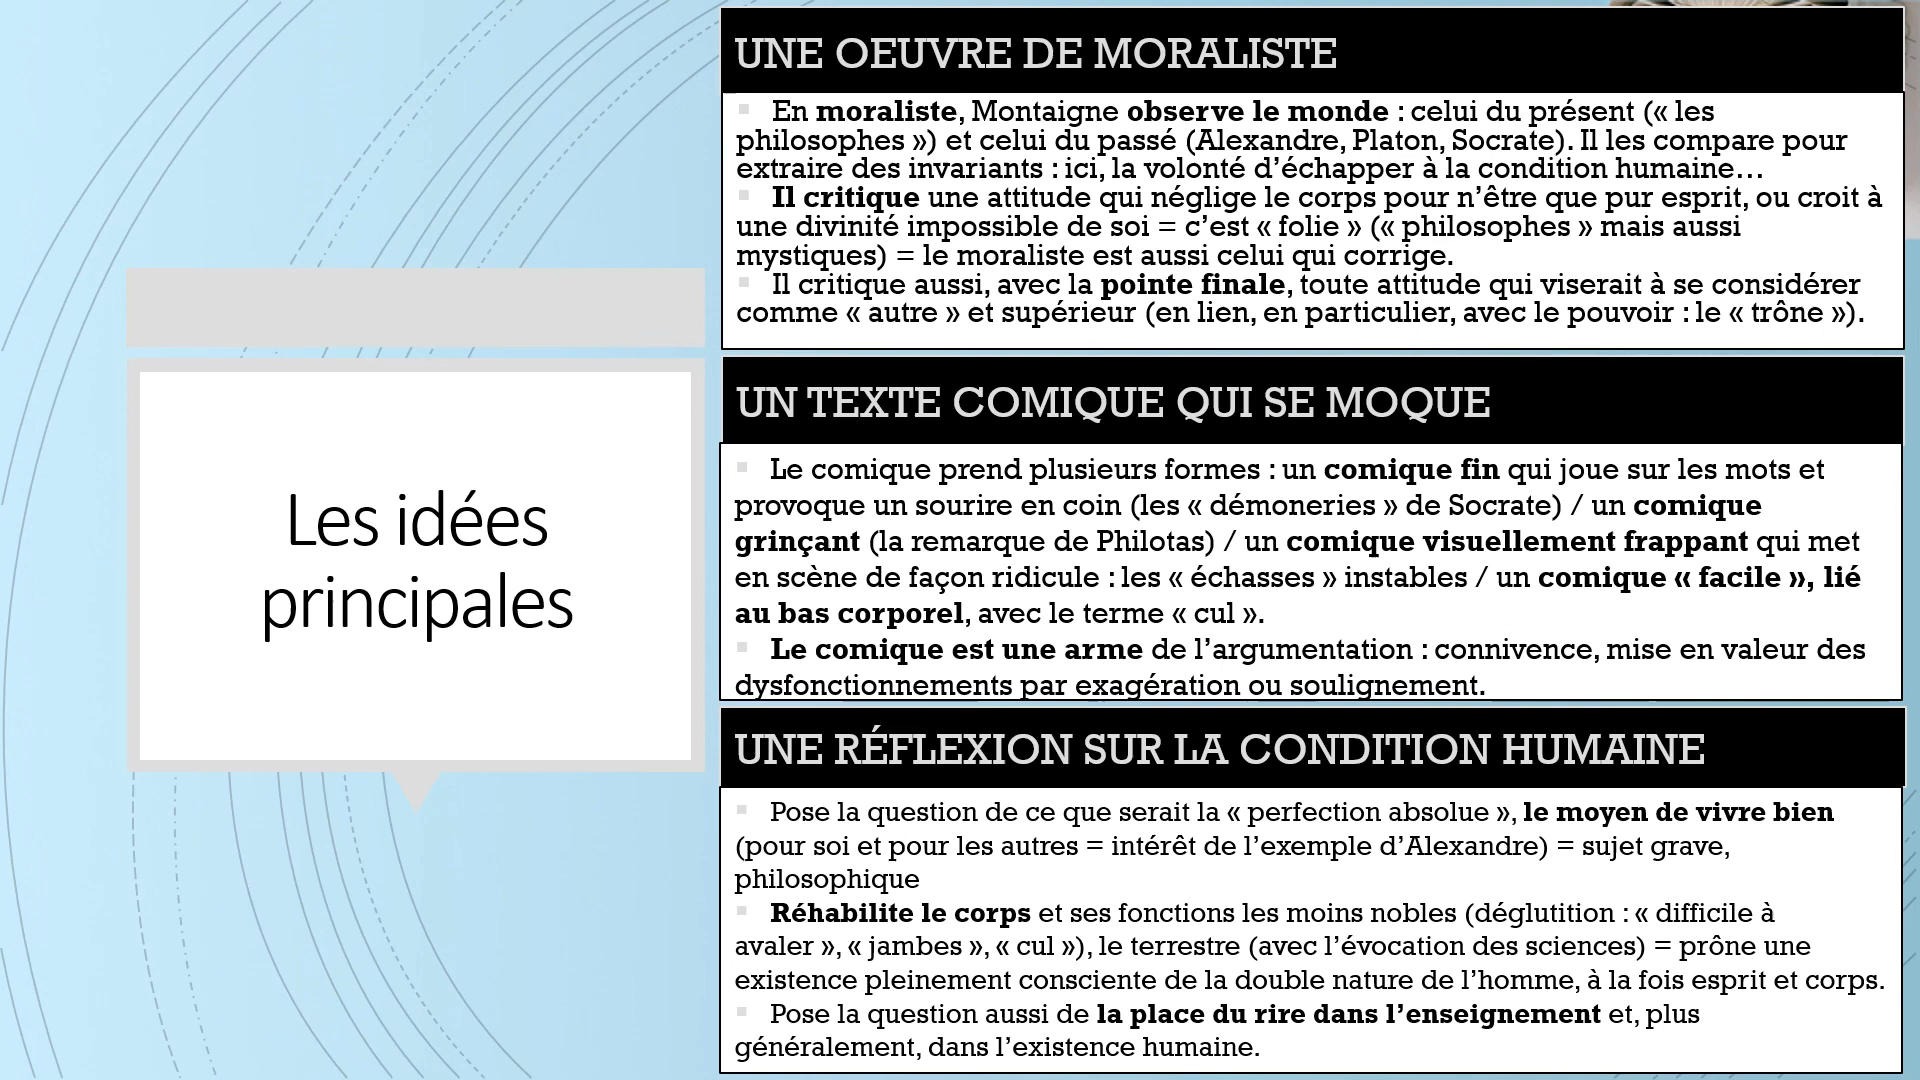 Les idées
principales
UNE OEUVRE DE MORALISTE
En moraliste, Montaigne observe le monde : celui du présent (« les
philosophes ») et celui du passé (Alexandre, Platon, Socrate). Il les compare pour
extraire des invariants : ici, la volonté d’échapper à la condition humaine…
Il critique une attitude qui néglige le corps pour n’être que pur esprit, ou croit à
une divinité impossible de soi = c’est « folie » (« philosophes » mais aussi
mystiques) = le moraliste est aussi celui qui corrige.
Il critique aussi, avec la pointe finale, toute attitude qui viserait à se considérer
comme « autre » et supérieur (en lien, en particulier, avec le pouvoir : le « trône »).
UN TEXTE COMIQUE QUI SE MOQUE
Le comique prend plusieurs formes : un comique fin qui joue sur les mots et
provoque un sourire en coin (les « démoneries » de Socrate) / un comique
grinçant (la remarque de Philotas) / un comique visuellement frappant qui met
en scène de façon ridicule : les « échasses » instables / un comique « facile », lié
au bas corporel, avec le terme « cul ».
Le comique est une arme de l’argumentation : connivence, mise en valeur des
dysfonctionnements par exagération ou soulignement.
UNE RÉFLEXION SUR LA CONDITION HUMAINE
Pose la question de ce que serait la « perfection absolue », le moyen de vivre bien
(pour soi et pour les autres = intérêt de l’exemple d’Alexandre) = sujet grave,
philosophique
Réhabilite le corps et ses fonctions les moins nobles (déglutition : « difficile à
avaler », « jambes », « cul »), le terrestre (avec l’évocation des sciences) = prône une
existence pleinement consciente de la double nature de l’homme, à la fois esprit et corps.
Pose la question aussi de la place du rire dans l’enseignement et, plus
généralement, dans l’existence humaine.